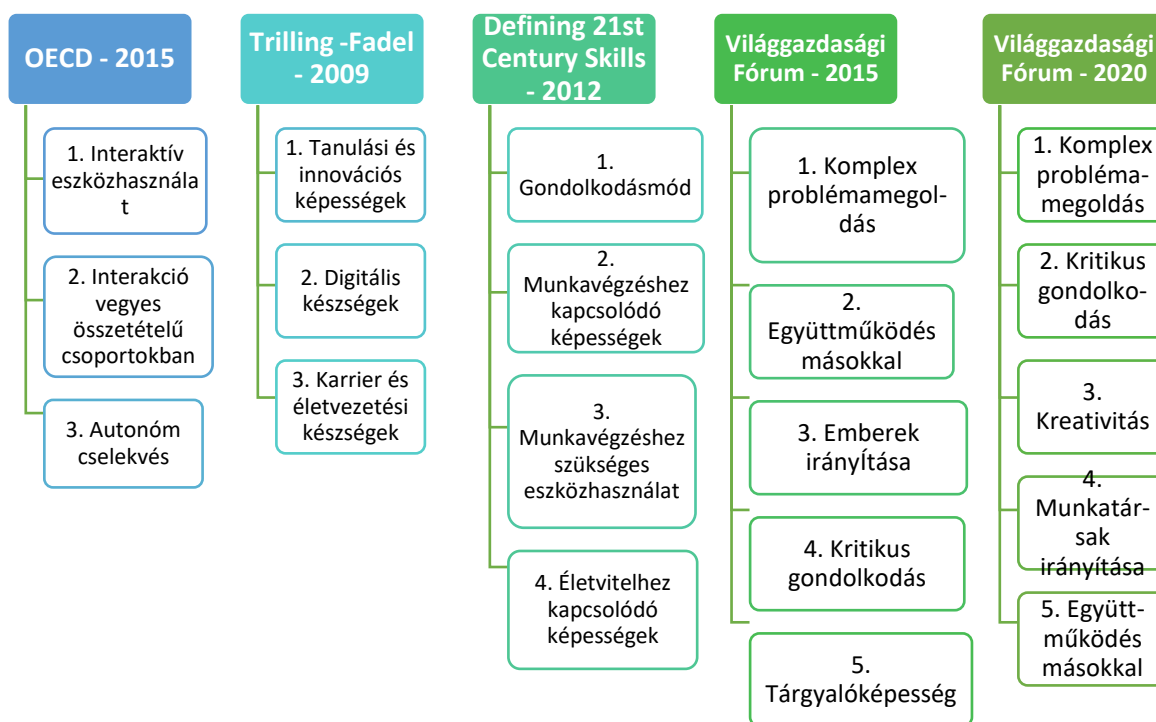 OECD - 2015
1. Interaktív
eszközhasznála
t
2. Interakció
vegyes
összetételű
csoportokban
3. Autonóm
cselekvés
Trilling -Fadel
- 2009
1. Tanulási és
innovációs
képességek
2. Digitális
készségek
3. Karrier és
életvezetési
készségek
Defining 21st
Century Skills
- 2012
1.
Gondolkodásmód
2.
Munkavégzéshez
kapcsolódó
képességek
3.
Munkavégzéshez
szükséges
eszközhasználat
4. Életvitelhez
kapcsolódó
képességek
Világgazdasági
Fórum - 2015
1. Komplex
problémamegol-
dás
2.
Együttműködés
másokkal
3. Emberek
irányÍtása
4. Kritikus
gondolkodás
5.
Tárgyalóképesség
Világgazdasági
Fórum - 2020
1. Komplex
probléma-
megoldás
2. Kritikus
gondolko-
dás
3.
Kreativitás
4.
Munkatár-
sak
irányítása
5. Együtt-
működés
másokkal